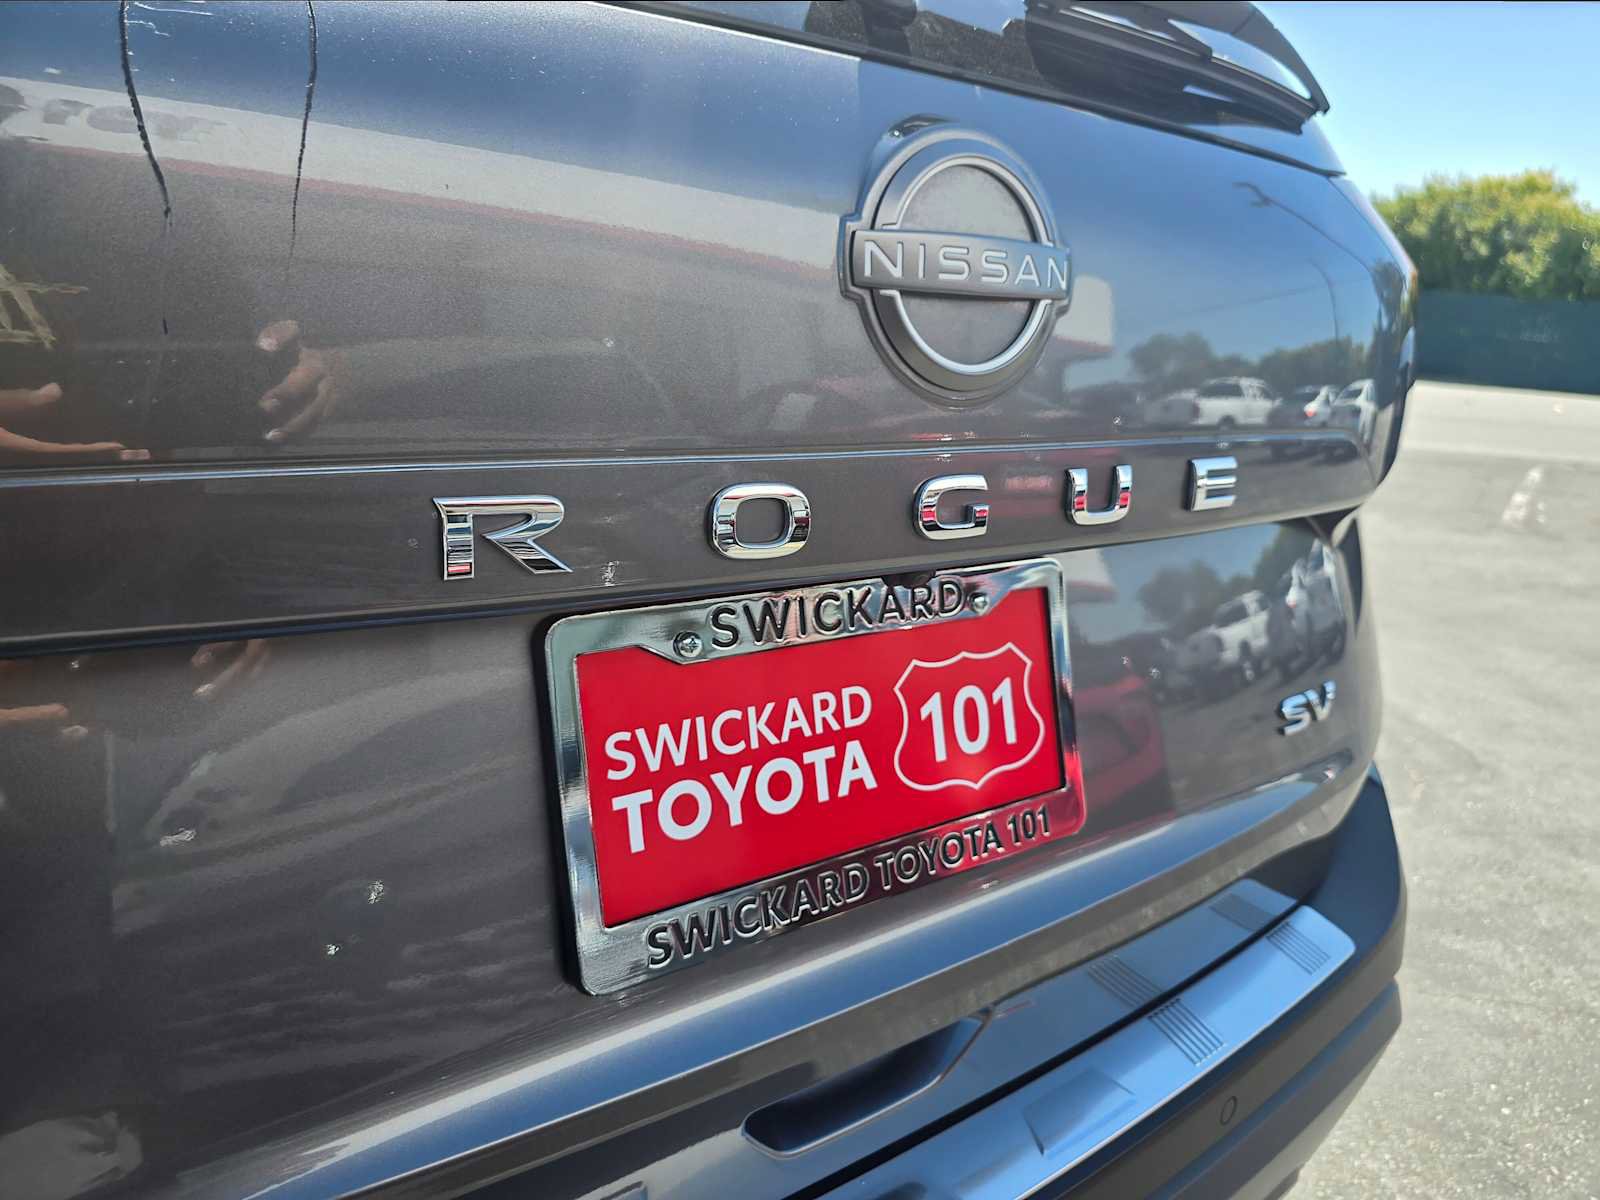 NISSAN
ROGUE
SWICKARD
SWICKARD
TOYOTA
101
SV
SWICKARD TOYOTA 101